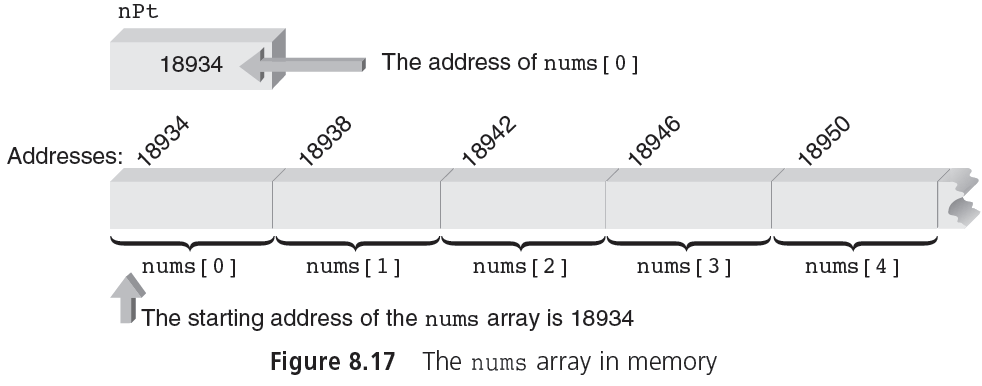 nPt
18934
The address of nums[0]
Addresses: 18934 18938 18942 18946 18950
nums[0] nums[1] nums[2] nums[3] nums[4]
The starting address of the nums array is 18934
Figure 8.17 The nums array in memory